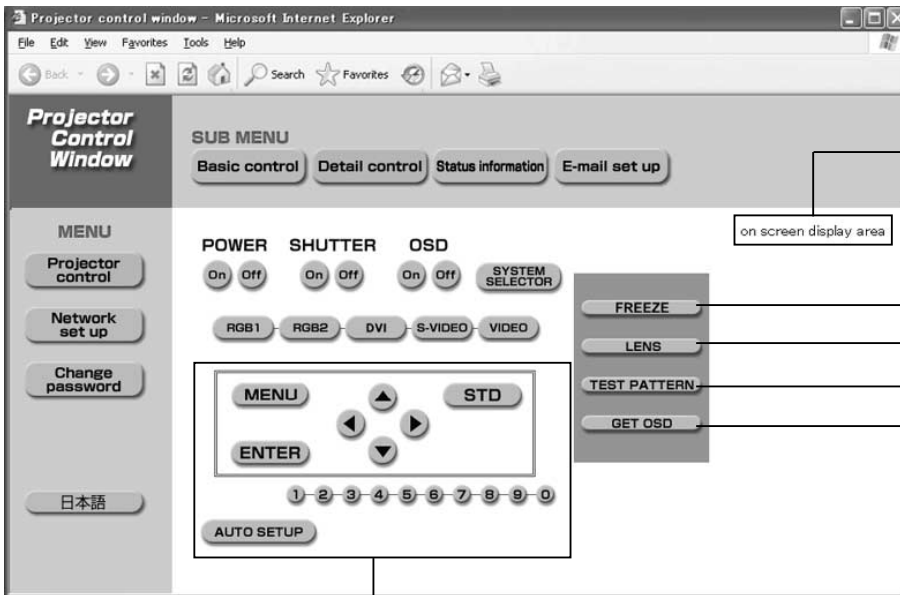 Projector control window - Microsoft Internet Explorer
File Edit View Favorites Tools Help
Back Search Favorites
Projector
Control
Window
SUB MENU
Basic control Detail control Status information E-mail set up
on screen display area
MENU
Projector
control
Network
set up
Change
password
日本語
POWER SHUTTER OSD
On Off On Off On Off SYSTEM
SELECTOR
RGB1 RGB2 DVI S-VIDEO VIDEO
MENU STD
ENTER
1 2 3 4 5 6 7 8 9 0
AUTO SETUP
FREEZE
LENS
TEST PATTERN
GET OSD